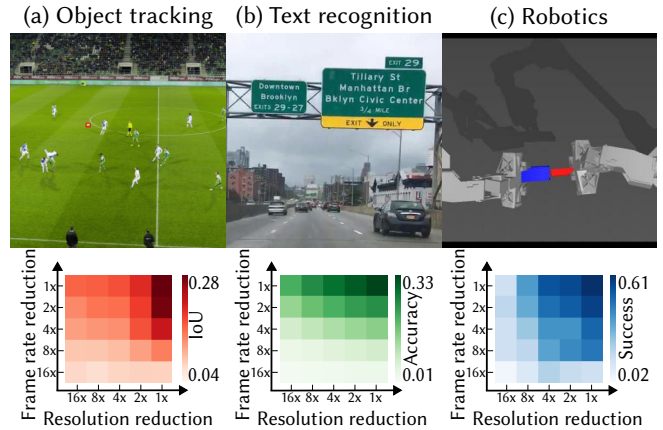 (a) Object tracking
(b) Text recognition
(c) Robotics
EXIT 29
Downtown
Brooklyn
EXITS 29-27
Tillary St
Manhattan Br
Bklyn Civic Center
3/4 MILE
EXIT ONLY
Frame rate reduction
1x
2x
4x
8x
16x
16x 8x 4x 2x 1x
Resolution reduction
0.28
IoU
0.04
Frame rate reduction
1x
2x
4x
8x
16x
16x 8x 4x 2x 1x
Resolution reduction
0.33
Accuracy
0.01
Frame rate reduction
1x
2x
4x
8x
16x
16x 8x 4x 2x 1x
Resolution reduction
0.61
Success
0.02